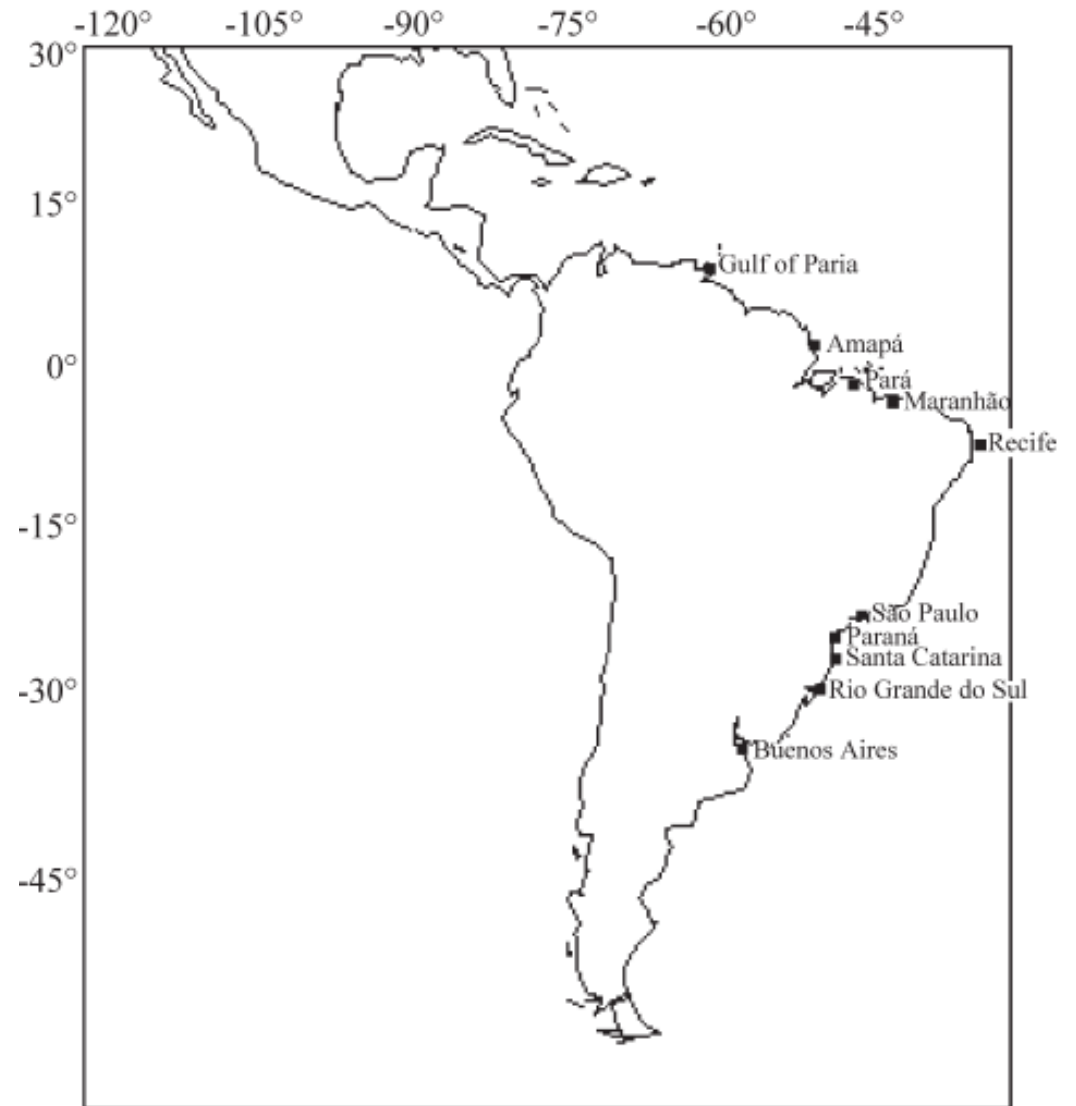 -120° -105° -90° -75° -60° -45°
30°
15°
Gulf of Paria
Amapá
0°
Pará
Maranhão
Recife
-15°
São Paulo
Paraná
Santa Catarina
-30°
Rio Grande do Sul
Buenos Aires
-45°